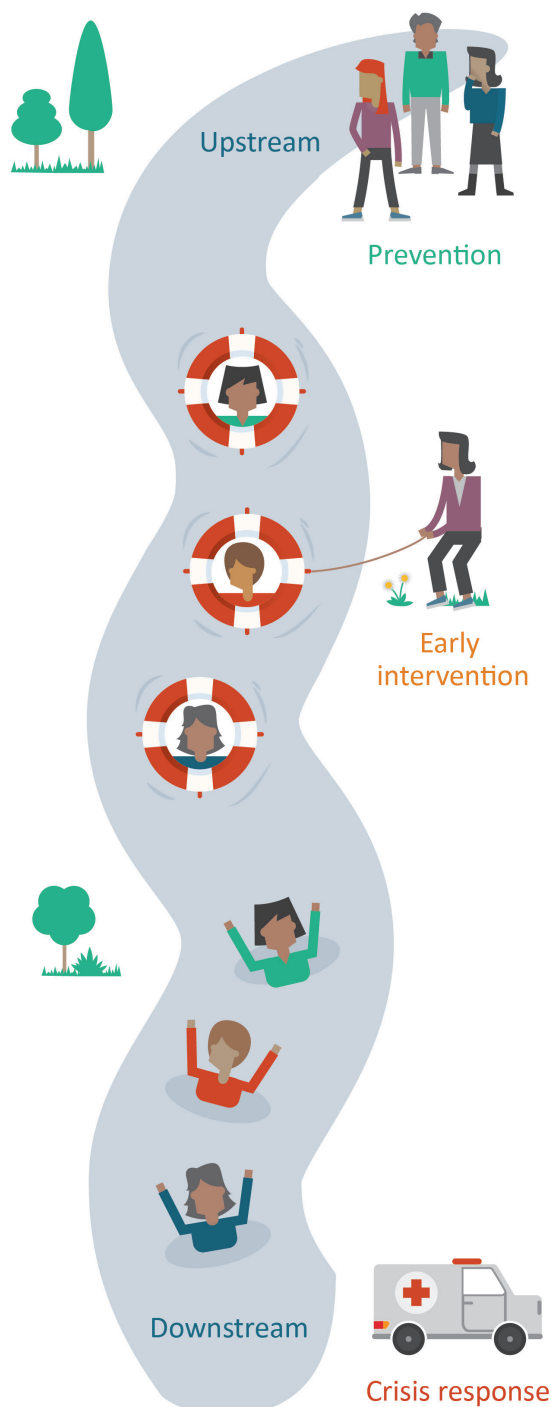 Upstream
Prevention
Early
intervention
Downstream
Crisis response